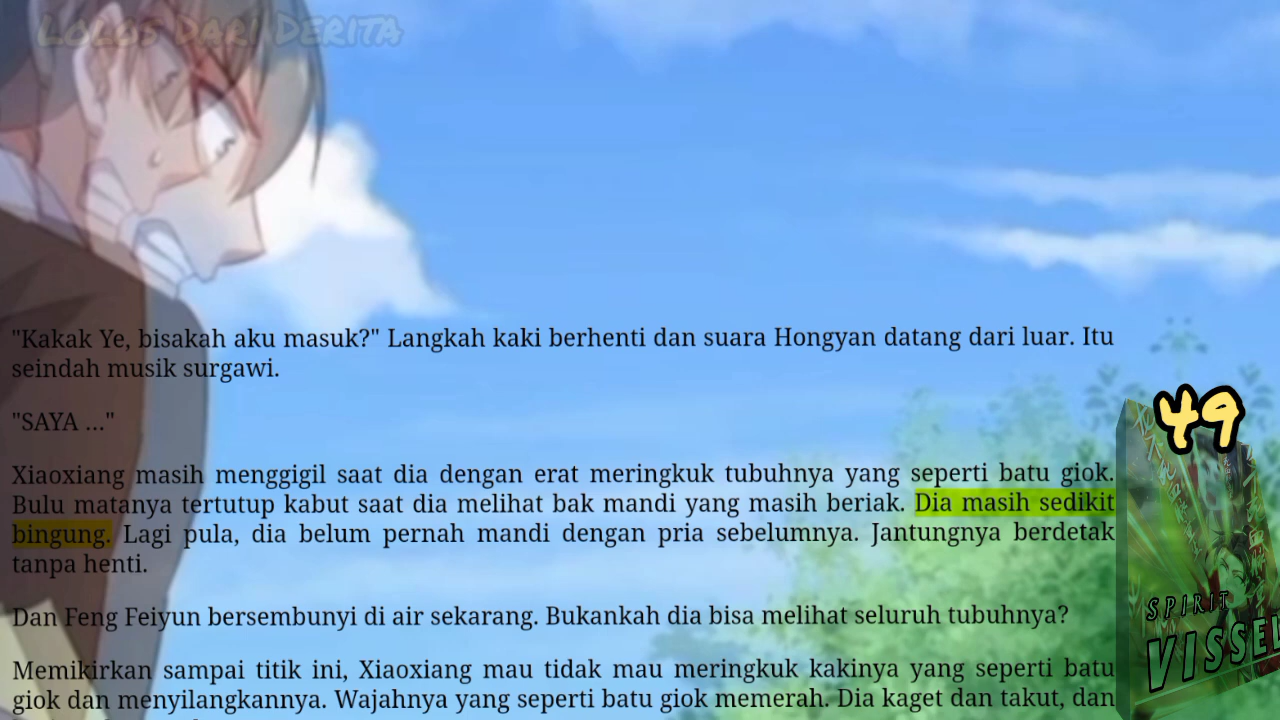 Lolos Dari Derita
"Kakak Ye, bisakah aku masuk?" Langkah kaki berhenti dan suara Hongyan datang dari luar. Itu
seindah musik surgawi.
"SAYA ..."
Xiaoxiang masih menggigil saat dia dengan erat meringkuk tubuhnya yang seperti batu giok.
Bulu matanya tertutup kabut saat dia melihat bak mandi yang masih beriak. Dia masih sedikit
bingung. Lagi pula, dia belum pernah mandi dengan pria sebelumnya. Jantungnya berdetak
tanpa henti.
Dan Feng Feiyun bersembunyi di air sekarang. Bukankah dia bisa melihat seluruh tubuhnya?
Memikirkan sampai titik ini, Xiaoxiang mau tidak mau meringkuk kakinya yang seperti batu
giok dan menyilangkannya. Wajahnya yang seperti batu giok memerah. Dia kaget dan takut, dan
49
SPIRIT
VISSEL